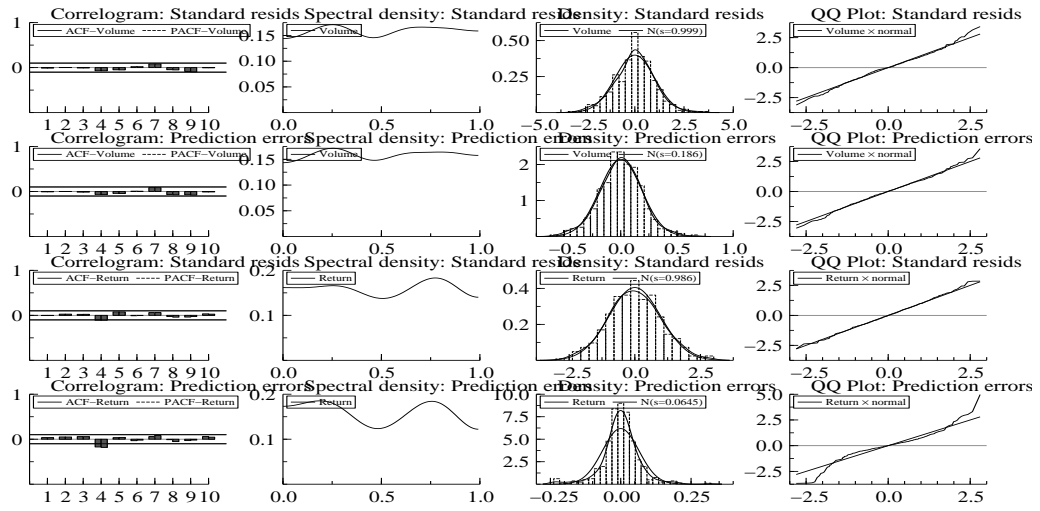 Correlogram: Standard resids Spectral density: Standard resids Density: Standard resids QQ Plot: Standard resids
1 ACF−Volume PACF−Volume 0.15 Volume 0.50 Volume N(s=0.999) 2.5 Volume × normal
0 0.10 0.25 0.0
0.05 −2.5
1 2 3 4 5 6 7 8 9 10 0.0 0.5 1.0 −5.0 −2.5 0.0 2.5 5.0 −2.5 0.0 2.5
Correlogram: Prediction errors Spectral density: Prediction errors Density: Prediction errors QQ Plot: Prediction errors
1 ACF−Volume PACF−Volume 0.15 Volume 2 Volume N(s=0.186) 2.5 Volume × normal
0 0.10 1 0.0
0.05 −2.5
1 2 3 4 5 6 7 8 9 10 0.0 0.5 1.0 −0.5 0.0 0.5 1.0 −2.5 0.0 2.5
Correlogram: Standard resids Spectral density: Standard resids Density: Standard resids QQ Plot: Standard resids
1 ACF−Return PACF−Return 0.2 Return 0.4 Return N(s=0.986) 2.5 Return × normal
0 0.1 0.2 0.0
−2.5
1 2 3 4 5 6 7 8 9 10 0.0 0.5 1.0 −2.5 0.0 2.5 −2.5 0.0 2.5
Correlogram: Prediction errors Spectral density: Prediction errors Density: Prediction errors QQ Plot: Prediction errors
1 ACF−Return PACF−Return 0.2 Return 10.0 Return N(s=0.0645) 5.0 Return × normal
7.5 2.5
0 0.1 5.0 0.0
2.5 −2.5
1 2 3 4 5 6 7 8 9 10 0.0 0.5 1.0 −0.25 0.00 0.25 −2.5 0.0 2.5